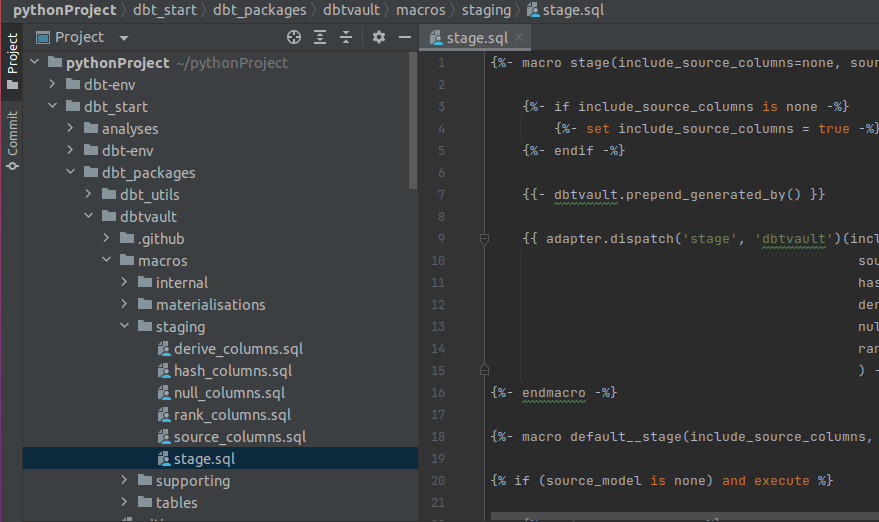 pythonProject dbt_start dbt_packages dbtvault macros staging stage.sql
Project
stage.sql
Project
Commit
pythonProject ~/pythonProject
dbt-env
dbt_start
analyses
dbt-env
dbt_packages
dbt_utils
dbtvault
.github
macros
internal
materialisations
staging
derive_columns.sql
hash_columns.sql
null_columns.sql
rank_columns.sql
source_columns.sql
stage.sql
supporting
tables
1 {%- macro stage(include_source_columns=none, sour
2
3 {%- if include_source_columns is none -%}
4 {%- set include_source_columns = true -%}
5 {%- endif -%}
6
7 {{- dbtvault.prepend_generated_by() }}
8
9 {{ adapter.dispatch('stage', 'dbtvault')(incl
10 sou
11 has
12 der
13 nul
14 ran
15 ) -
16 {%- endmacro -%}
17
18 {%- macro default__stage(include_source_columns,
19
20 {% if (source_model is none) and execute %}
21